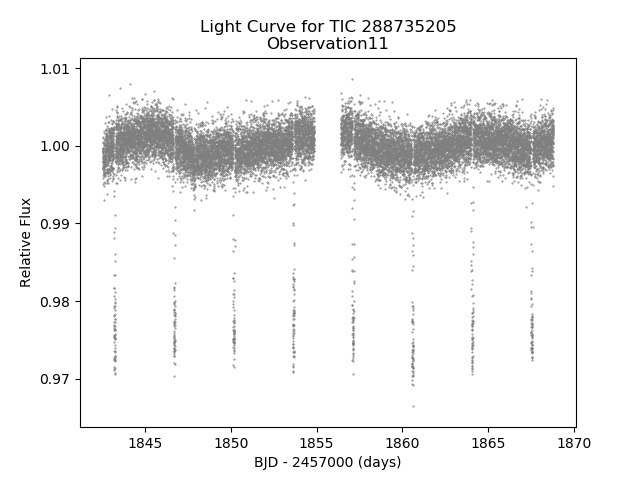 Light Curve for TIC 288735205
Observation11
1.01
1.00
0.99
0.98
0.97
Relative Flux
1845
1850
1855
1860
1865
1870
BJD - 2457000 (days)